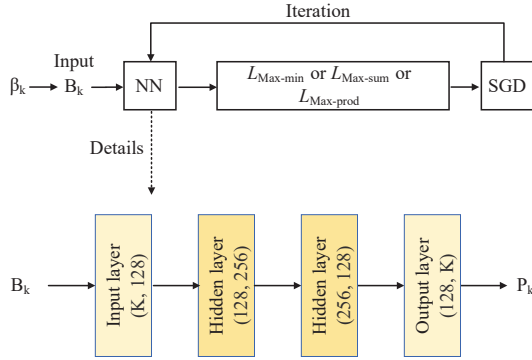 Iteration
Input
βk
Bk
NN
LMax-min or LMax-sum or
LMax-prod
SGD
Details
Bk
Input layer
(K, 128)
Hidden layer
(128, 256)
Hidden layer
(256, 128)
Output layer
(128, K)
Pk